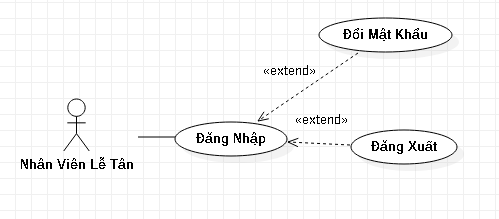 Đổi Mật Khẩu
«extend»
«extend»
Đăng Nhập
Đăng Xuất
Nhân Viên Lễ Tân